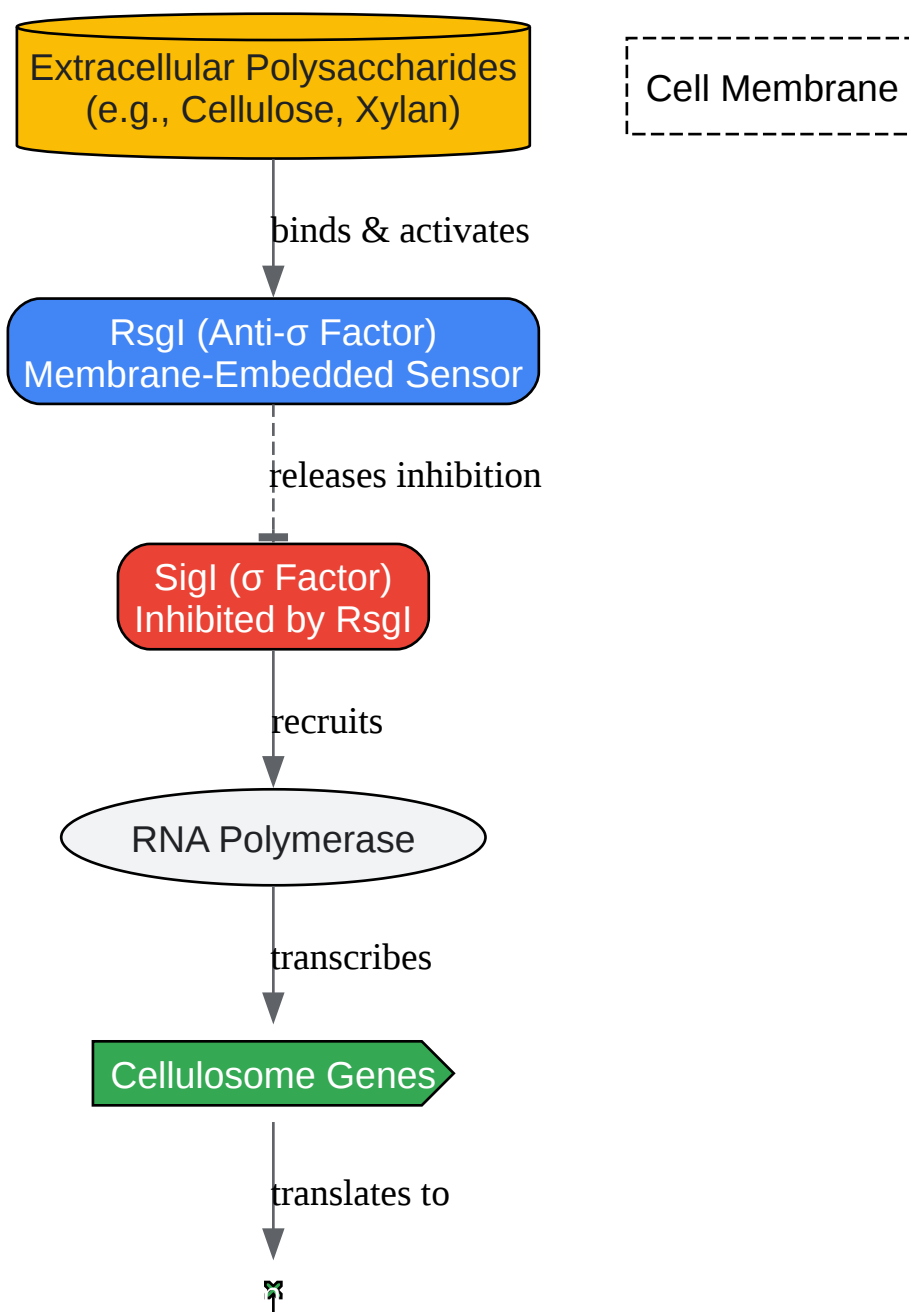 Extracellular Polysaccharides
(e.g., Cellulose, Xylan)
Cell Membrane
binds & activates
RsgI (Anti-σ Factor)
Membrane-Embedded Sensor
releases inhibition
SigI (σ Factor)
Inhibited by RsgI
recruits
RNA Polymerase
transcribes
Cellulosome Genes
translates to